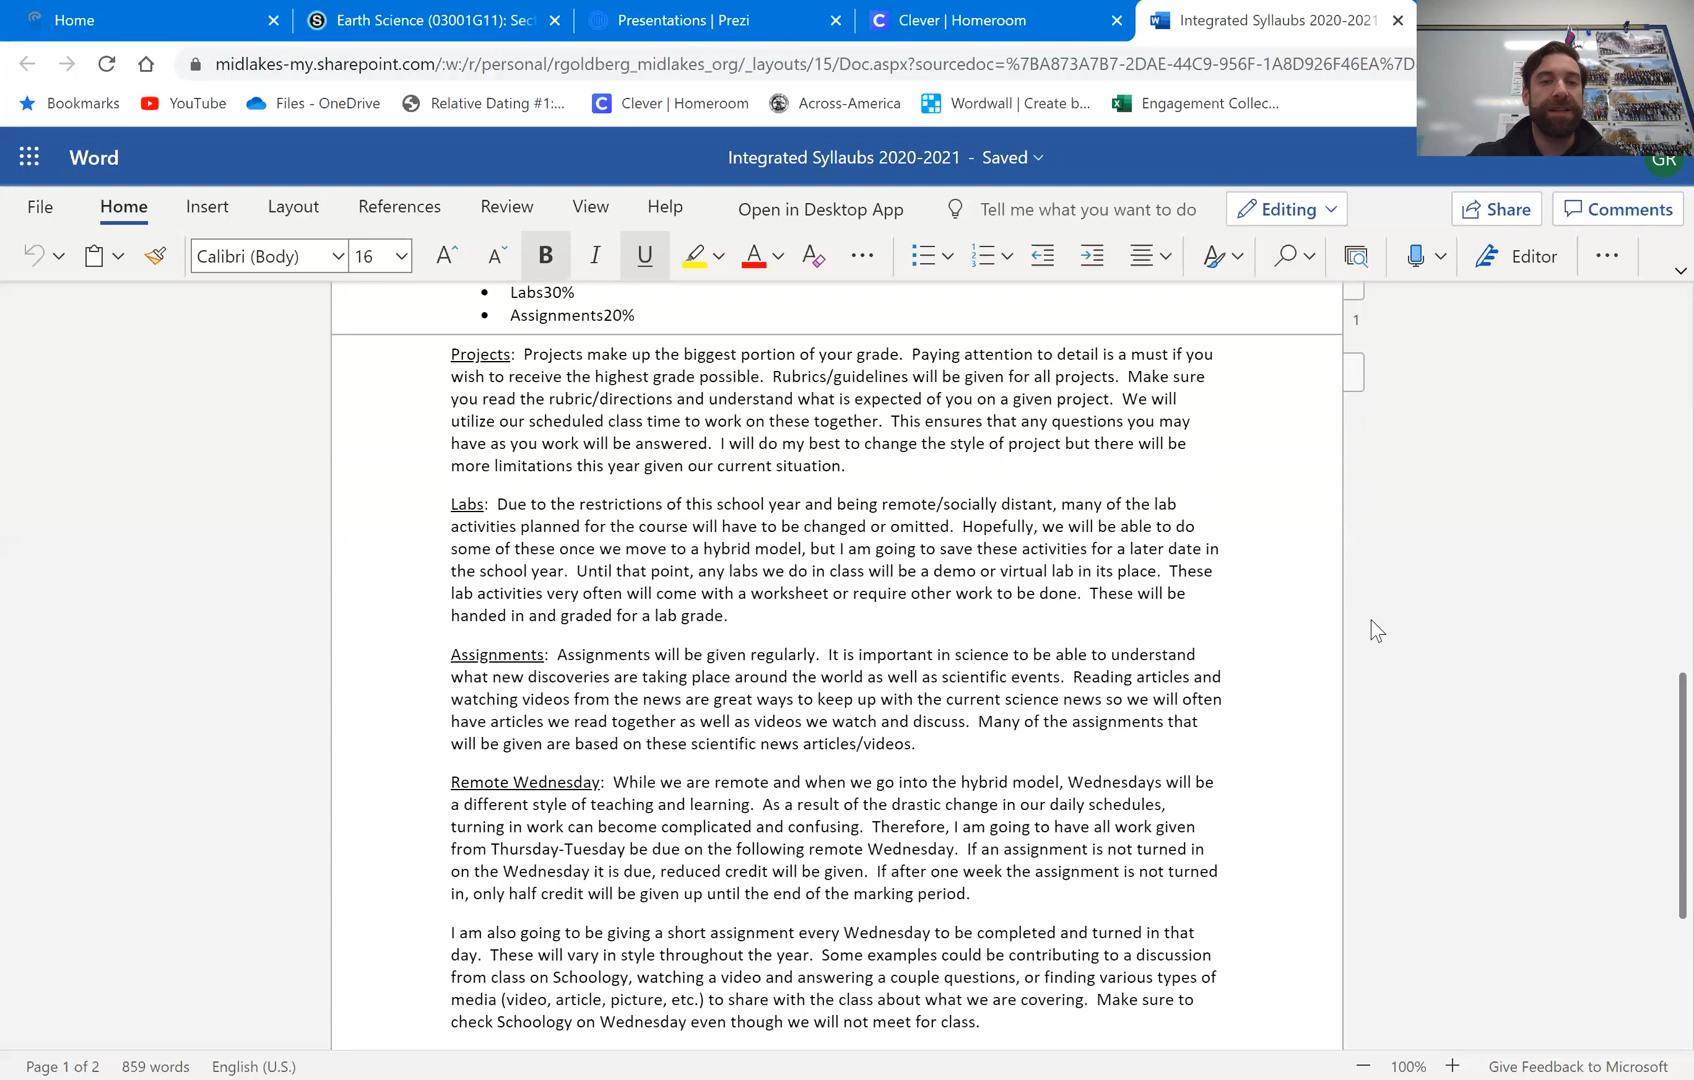 Home
Earth Science (03001G11): Sec
Presentations | Prezi
Clever | Homeroom
Integrated Syllaubs 2020-2021
midlakes-my.sharepoint.com/:w:/r/personal/rgoldberg_midlakes_org/_layouts/15/Doc.aspx?sourcedoc=%7BA873A7B7-2DAE-44C9-956F-1A8D926F46EA%7D
Bookmarks YouTube Files - OneDrive Relative Dating #1:... Clever | Homeroom Across-America Wordwall | Create b... Engagement Collec...
Word
Integrated Syllaubs 2020-2021 - Saved
GR
File Home Insert Layout References Review View Help Open in Desktop App Tell me what you want to do Editing Share Comments
Calibri (Body) 16 B I U A Editor
• Labs30%
• Assignments20%
1
Projects: Projects make up the biggest portion of your grade. Paying attention to detail is a must if you
wish to receive the highest grade possible. Rubrics/guidelines will be given for all projects. Make sure
you read the rubric/directions and understand what is expected of you on a given project. We will
utilize our scheduled class time to work on these together. This ensures that any questions you may
have as you work will be answered. I will do my best to change the style of project but there will be
more limitations this year given our current situation.
Labs: Due to the restrictions of this school year and being remote/socially distant, many of the lab
activities planned for the course will have to be changed or omitted. Hopefully, we will be able to do
some of these once we move to a hybrid model, but I am going to save these activities for a later date in
the school year. Until that point, any labs we do in class will be a demo or virtual lab in its place. These
lab activities very often will come with a worksheet or require other work to be done. These will be
handed in and graded for a lab grade.
Assignments: Assignments will be given regularly. It is important in science to be able to understand
what new discoveries are taking place around the world as well as scientific events. Reading articles and
watching videos from the news are great ways to keep up with the current science news so we will often
have articles we read together as well as videos we watch and discuss. Many of the assignments that
will be given are based on these scientific news articles/videos.
Remote Wednesday: While we are remote and when we go into the hybrid model, Wednesdays will be
a different style of teaching and learning. As a result of the drastic change in our daily schedules,
turning in work can become complicated and confusing. Therefore, I am going to have all work given
from Thursday-Tuesday be due on the following remote Wednesday. If an assignment is not turned in
on the Wednesday it is due, reduced credit will be given. If after one week the assignment is not turned
in, only half credit will be given up until the end of the marking period.
I am also going to be giving a short assignment every Wednesday to be completed and turned in that
day. These will vary in style throughout the year. Some examples could be contributing to a discussion
from class on Schoology, watching a video and answering a couple questions, or finding various types of
media (video, article, picture, etc.) to share with the class about what we are covering. Make sure to
check Schoology on Wednesday even though we will not meet for class.
Page 1 of 2 859 words English (U.S.) 100% Give Feedback to Microsoft